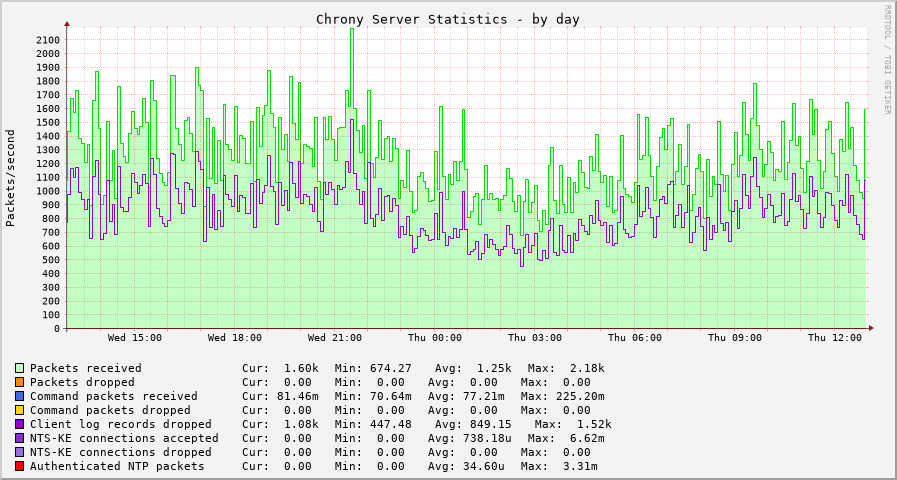 Chrony Server Statistics - by day
RRDTOOL / TOBI OETIKER
Packets/second
2100
2000
1900
1800
1700
1600
1500
1400
1300
1200
1100
1000
900
800
700
600
500
400
300
200
100
0
Wed 15:00 Wed 18:00 Wed 21:00 Thu 00:00 Thu 03:00 Thu 06:00 Thu 09:00 Thu 12:00
Packets received Cur: 1.60k Min: 674.27 Avg: 1.25k Max: 2.18k
Packets dropped Cur: 0.00 Min: 0.00 Avg: 0.00 Max: 0.00
Command packets received Cur: 81.46m Min: 70.64m Avg: 77.21m Max: 225.20m
Command packets dropped Cur: 0.00 Min: 0.00 Avg: 0.00 Max: 0.00
Client log records dropped Cur: 1.08k Min: 447.48 Avg: 849.15 Max: 1.52k
NTS-KE connections accepted Cur: 0.00 Min: 0.00 Avg: 738.18u Max: 6.62m
NTS-KE connections dropped Cur: 0.00 Min: 0.00 Avg: 0.00 Max: 0.00
Authenticated NTP packets Cur: 0.00 Min: 0.00 Avg: 34.60u Max: 3.31m